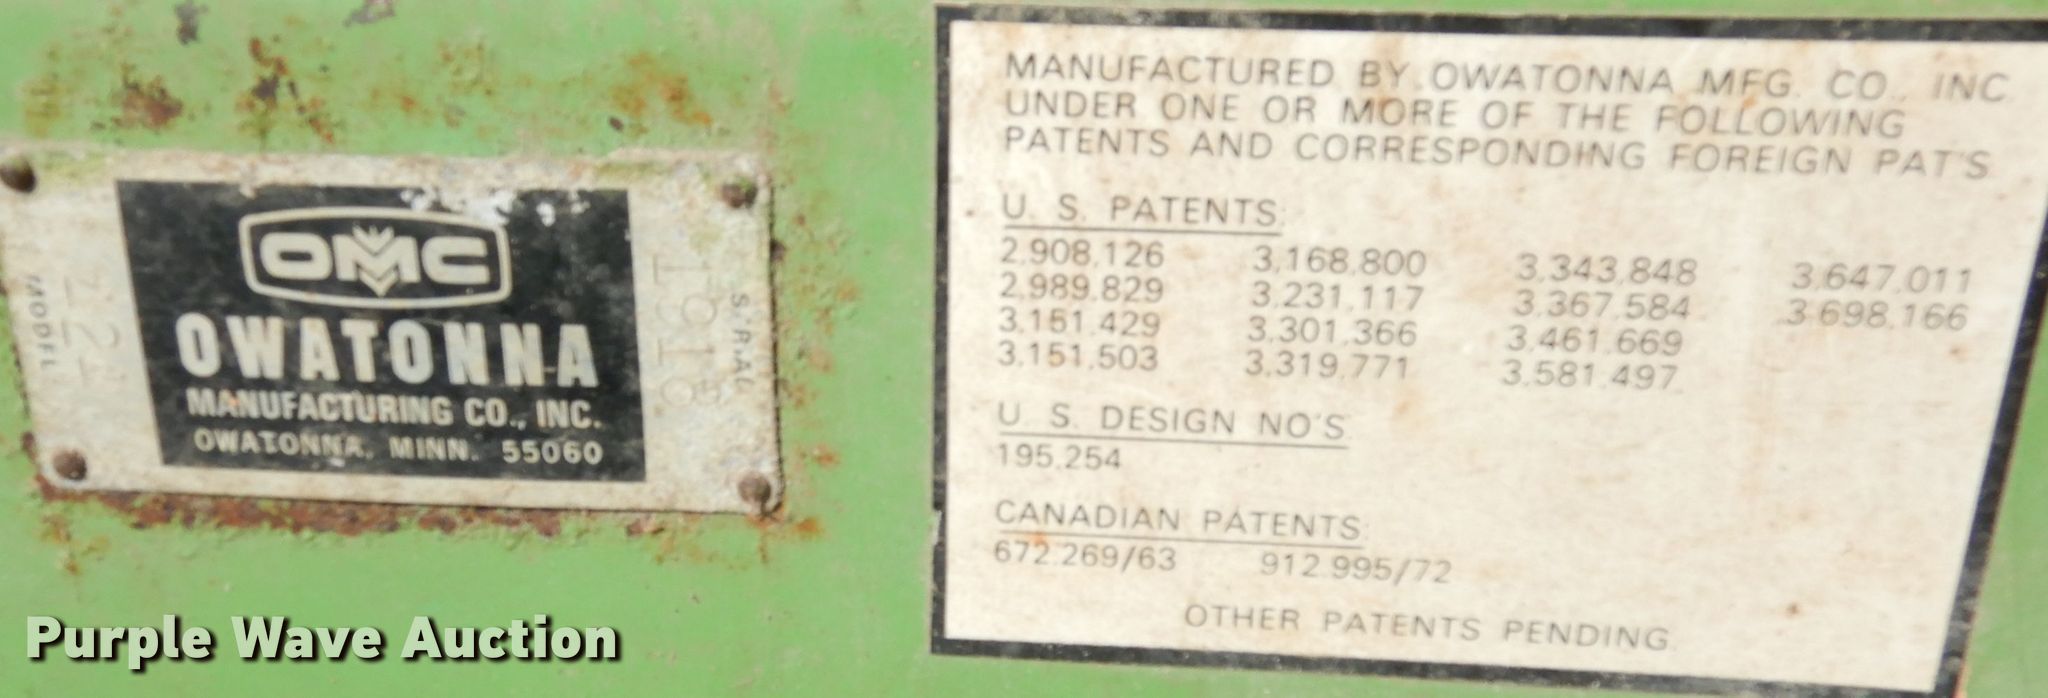 MODEL
OMC
OWATONNA
MANUFACTURING CO., INC.
OWATONNA, MINN. 55060
MANUFACTURED BY OWATONNA MFG. CO., INC
UNDER ONE OR MORE OF THE FOLLOWING
PATENTS AND CORRESPONDING FOREIGN PAT'S
U. S. PATENTS:
2,908,126 3,168,800 3,343,848 3,647,011
2,989,829 3,231,117 3,367,584 3,698,166
3,151,429 3,301,366 3,461,669
3,151,503 3,319,771 3,581,497
U. S. DESIGN NO'S
195,254
CANADIAN PATENTS:
672,269/63 912,995/72
OTHER PATENTS PENDING
Purple Wave Auction